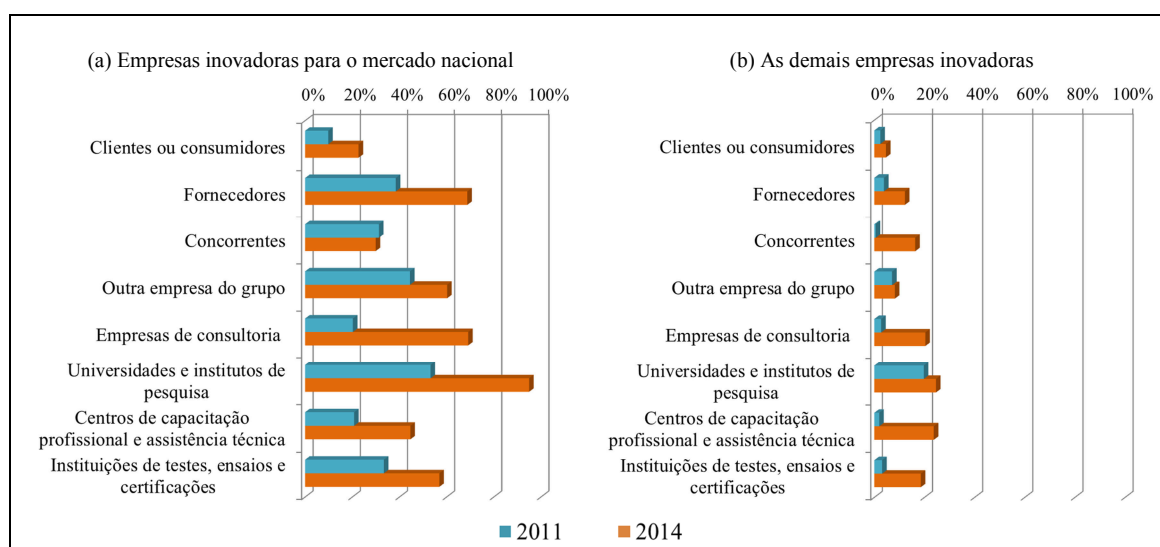 (a) Empresas inovadoras para o mercado nacional
0% 20% 40% 60% 80% 100%
Clientes ou consumidores
Fornecedores
Concorrentes
Outra empresa do grupo
Empresas de consultoria
Universidades e institutos de
pesquisa
Centros de capacitação
profissional e assistência técnica
Instituições de testes, ensaios e
certificações
(b) As demais empresas inovadoras
0% 20% 40% 60% 80% 100%
Clientes ou consumidores
Fornecedores
Concorrentes
Outra empresa do grupo
Empresas de consultoria
Universidades e institutos de
pesquisa
Centros de capacitação
profissional e assistência técnica
Instituições de testes, ensaios e
certificações
2011 2014